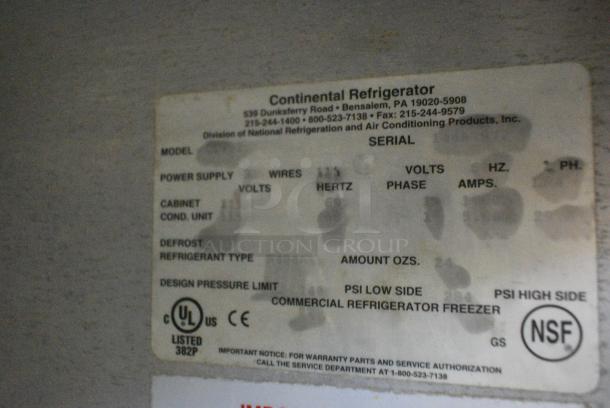 Continental Refrigerator
539 Dunksferry Road • Bensalem, PA 19020-5908
215-244-1400 • 800-523-7138 • Fax: 215-244-9579
Division of National Refrigeration and Air Conditioning Products, Inc.
MODEL SERIAL
POWER SUPPLY WIRES VOLTS HZ. PH.
VOLTS HERTZ PHASE AMPS.
CABINET
COND. UNIT
PCI
AUCTION GROUP
DEFROST
REFRIGERANT TYPE AMOUNT OZS.
DESIGN PRESSURE LIMIT PSI LOW SIDE PSI HIGH SIDE
COMMERCIAL REFRIGERATOR FREEZER
C UL US CE
LISTED
382P
GS NSF
IMPORTANT NOTICE: FOR WARRANTY PARTS AND SERVICE AUTHORIZATION
CALL THE SERVICE DEPARTMENT AT 1-800-523-7138